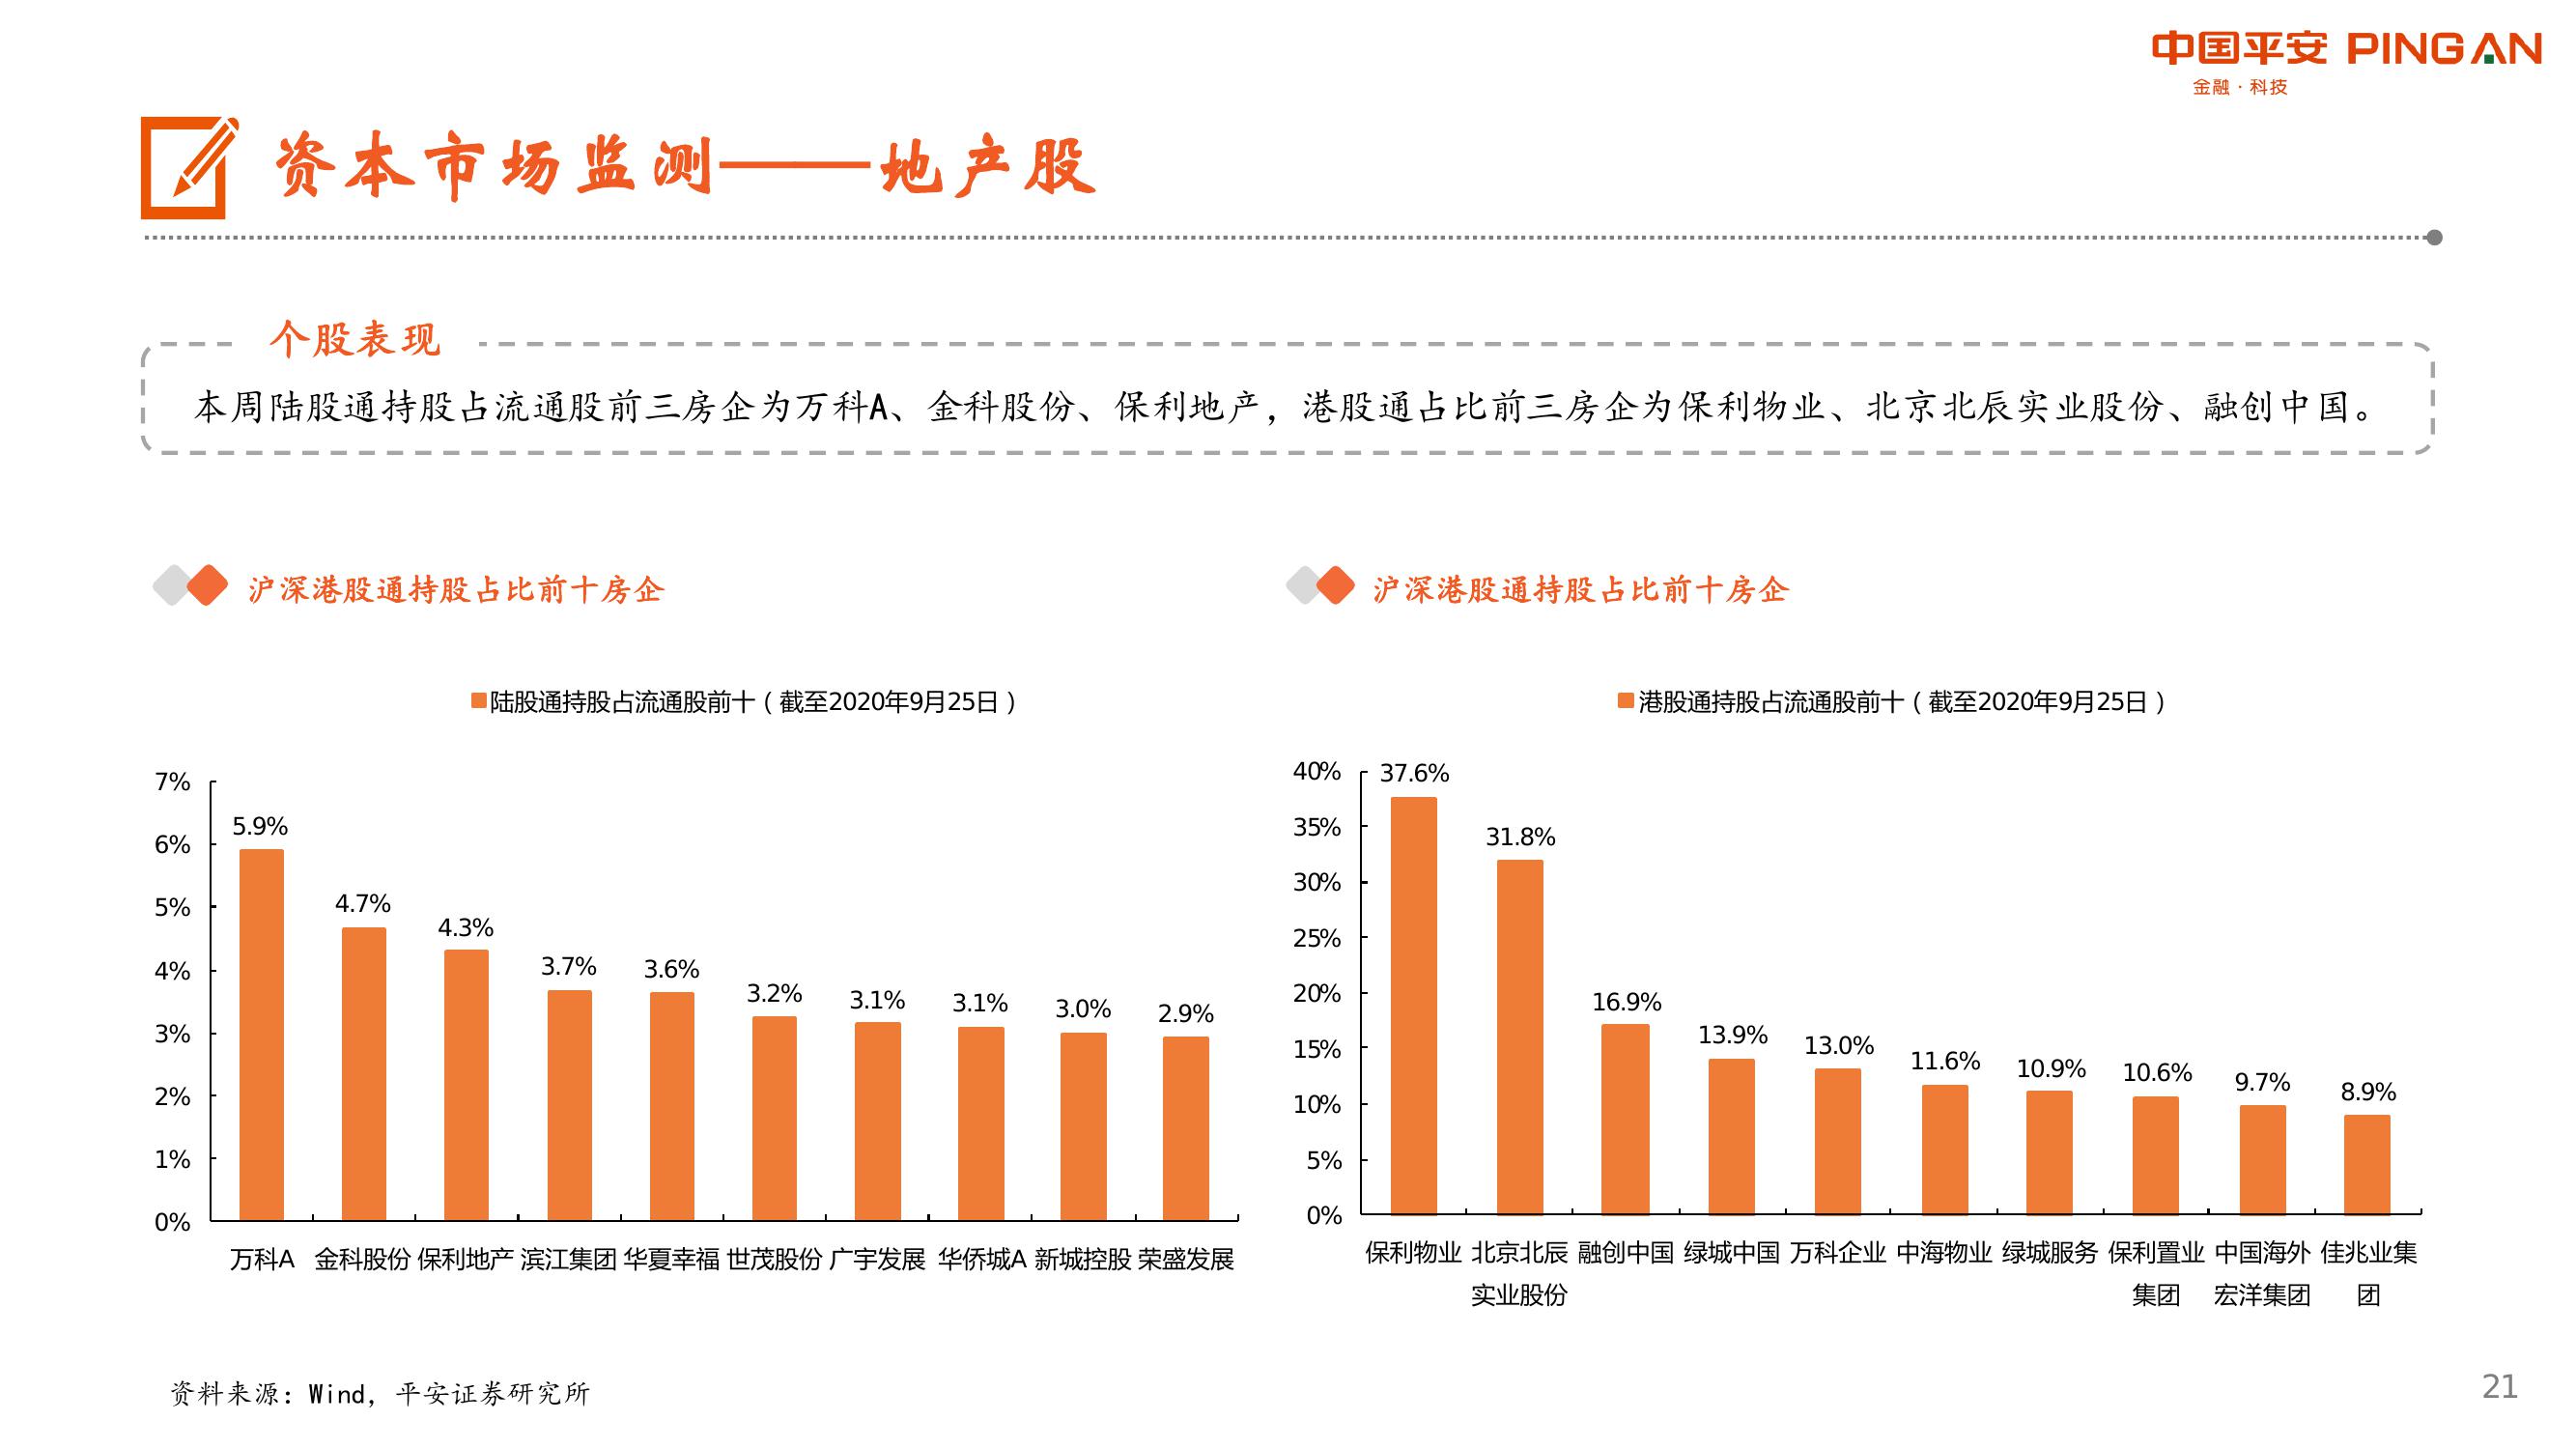 中国平安 PINGAN
金融·科技
资本市场监测——地产股
个股表现
本周陆股通持股占流通股前三房企为万科A、金科股份、保利地产，港股通占比前三房企为保利物业、北京北辰实业股份、融创中国。
沪深港股通持股占比前十房企
沪深港股通持股占比前十房企
陆股通持股占流通股前十（截至2020年9月25日）
7%
6%
5%
4%
3%
2%
1%
0%
5.9%
4.7%
4.3%
3.7%
3.6%
3.2%
3.1%
3.1%
3.0%
2.9%
万科A 金科股份 保利地产 滨江集团 华夏幸福 世茂股份 广宇发展 华侨城A 新城控股 荣盛发展
港股通持股占流通股前十（截至2020年9月25日）
40%
35%
30%
25%
20%
15%
10%
5%
0%
37.6%
31.8%
16.9%
13.9%
13.0%
11.6%
10.9%
10.6%
9.7%
8.9%
保利物业 北京北辰 融创中国 绿城中国 万科企业 中海物业 绿城服务 保利置业 中国海外 佳兆业集
实业股份 集团 宏洋集团 团
资料来源：Wind，平安证券研究所
21